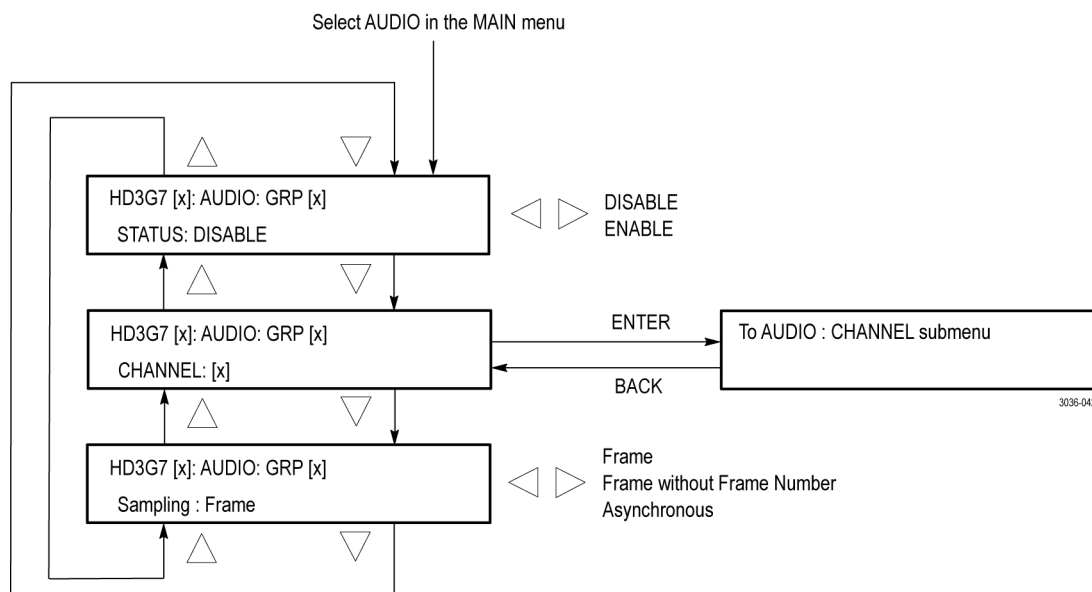 Select AUDIO in the MAIN menu
HD3G7 [x]: AUDIO: GRP [x]
STATUS: DISABLE
DISABLE
ENABLE
HD3G7 [x]: AUDIO: GRP [x]
CHANNEL: [x]
ENTER
BACK
To AUDIO : CHANNEL submenu
HD3G7 [x]: AUDIO: GRP [x]
Sampling : Frame
Frame
Frame without Frame Number
Asynchronous